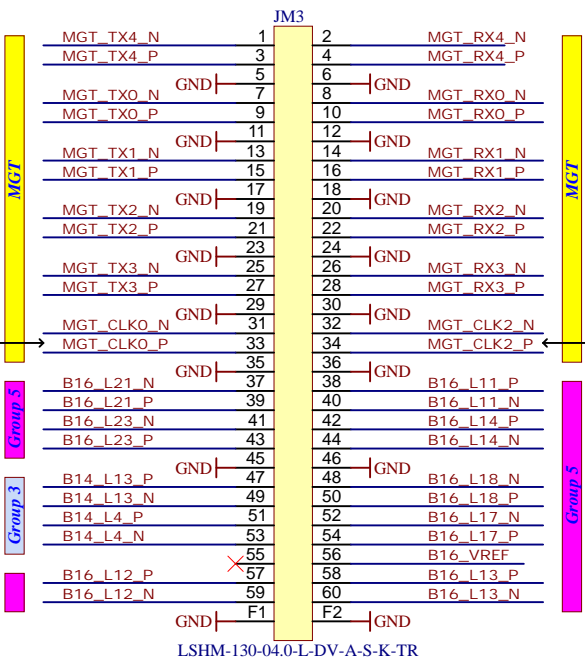 JM3
MGT_TX4_N 1 2 MGT_RX4_N
MGT_TX4_P 3 4 MGT_RX4_P
GND 5 6 GND
MGT_TX0_N 7 8 MGT_RX0_N
MGT_TX0_P 9 10 MGT_RX0_P
GND 11 12 GND
MGT_TX1_N 13 14 MGT_RX1_N
MGT_TX1_P 15 16 MGT_RX1_P
GND 17 18 GND
MGT MGT
MGT_TX2_N 19 20 MGT_RX2_N
MGT_TX2_P 21 22 MGT_RX2_P
GND 23 24 GND
MGT_TX3_N 25 26 MGT_RX3_N
MGT_TX3_P 27 28 MGT_RX3_P
GND 29 30 GND
MGT_CLK0_N 31 32 MGT_CLK2_N
MGT_CLK0_P 33 34 MGT_CLK2_P
GND 35 36 GND
B16_L21_N 37 38 B16_L11_P
B16_L21_P 39 40 B16_L11_N
Group 5
B16_L23_N 41 42 B16_L14_P
B16_L23_P 43 44 B16_L14_N
GND 45 46 GND
B14_L13_P 47 48 B16_L18_N
B14_L13_N 49 50 B16_L18_P
Group 3 Group 5
B14_L4_P 51 52 B16_L17_N
B14_L4_N 53 54 B16_L17_P
55 56 B16_VREF
B16_L12_P 57 58 B16_L13_P
B16_L12_N 59 60 B16_L13_N
GND F1 F2 GND
LSHM-130-04.0-L-DV-A-S-K-TR